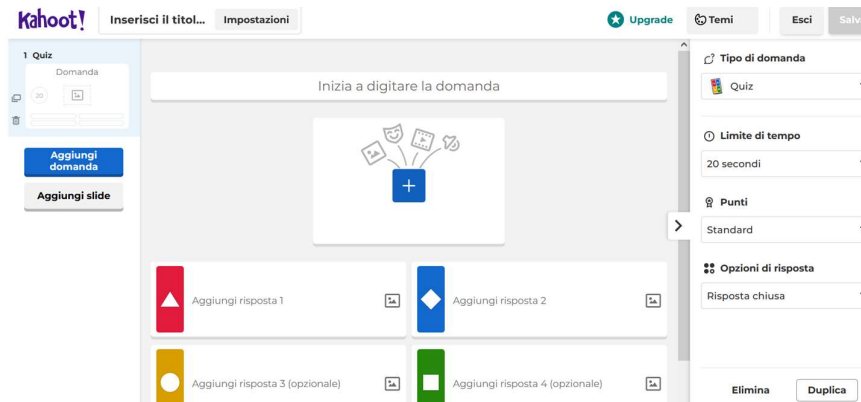 Kahoot!
Inserisci il titol...
Impostazioni
Upgrade
Temi
Esci
Salv
1 Quiz
Domanda
20
Aggiungi
domanda
Aggiungi slide
Inizia a digitare la domanda
Aggiungi risposta 1
Aggiungi risposta 2
Aggiungi risposta 3 (opzionale)
Aggiungi risposta 4 (opzionale)
Tipo di domanda
Quiz
Limite di tempo
20 secondi
Punti
Standard
Opzioni di risposta
Risposta chiusa
Elimina
Duplica